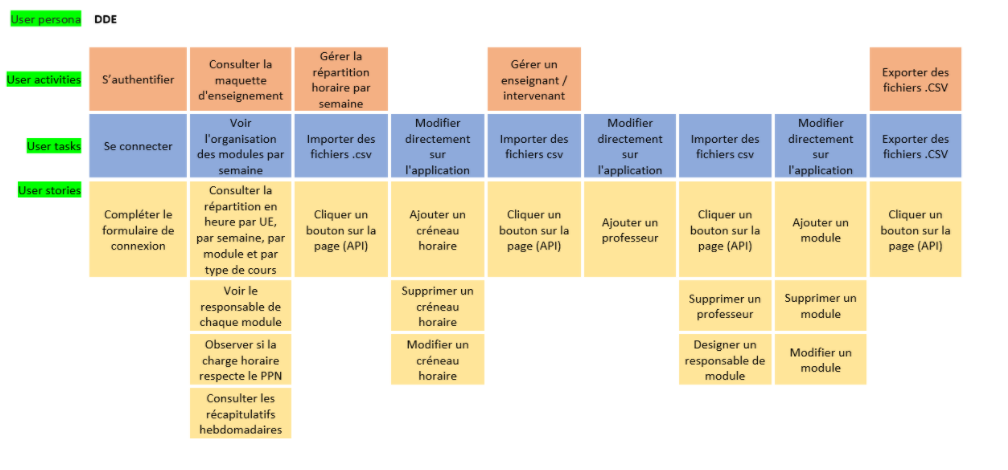 User persona DDE
User activities
S'authentifier
Consulter la
maquette
d'enseignement
Gérer la
répartition
horaire par
semaine
Gérer un
enseignant /
intervenant
Exporter des
fichiers .CSV
User tasks
Se connecter
Voir
l'organisation
des modules par
semaine
Importer des
fichiers .csv
Modifier
directement
sur
l'application
Importer des
fichiers csv
Modifier
directement
sur
l'application
Importer des
fichiers csv
Modifier
directement
sur
l'application
Exporter des
fichiers .CSV
User stories
Compléter le
formulaire de
connexion
Consulter la
répartition en
heure par UE,
par semaine, par
module et par
type de cours
Cliquer un
bouton sur la
page (API)
Ajouter un
créneau
horaire
Cliquer un
bouton sur la
page (API)
Ajouter un
professeur
Cliquer un
bouton sur la
page (API)
Ajouter un
module
Cliquer un
bouton sur la
page (API)
Voir le
responsable de
chaque module
Supprimer un
créneau
horaire
Supprimer un
professeur
Supprimer un
module
Observer si la
charge horaire
respecte le PPN
Modifier un
créneau
horaire
Designer un
responsable de
module
Modifier un
module
Consulter les
récapitulatifs
hebdomadaires